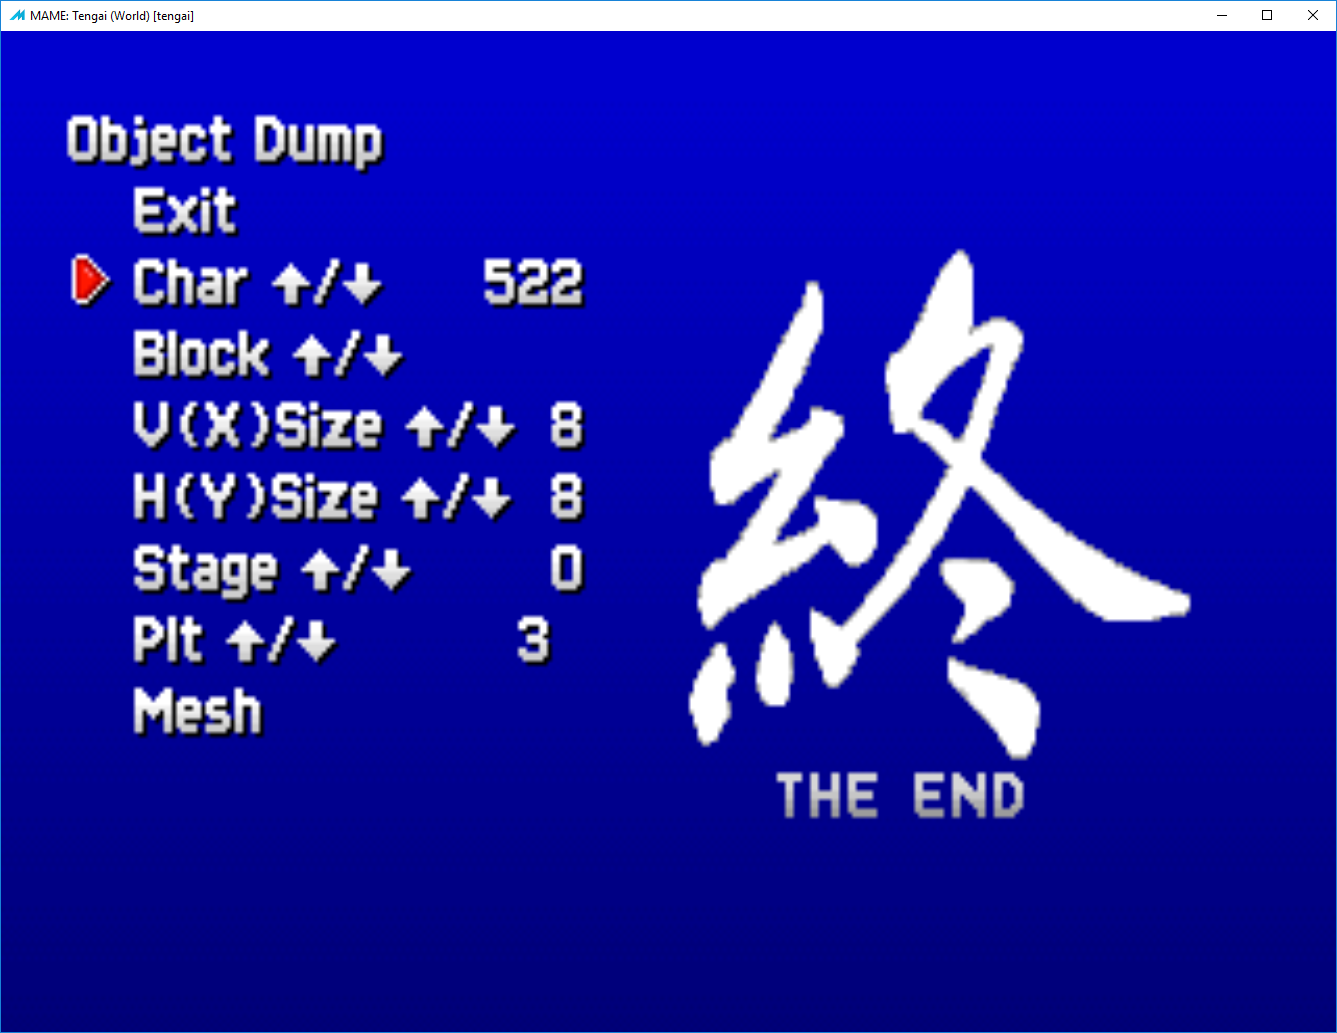 MAME: Tengai (World) [tengai]
Object Dump
Exit
Char ↑/↓ 522
Block ↑/↓
V(X)Size ↑/↓ 8
H(Y)Size ↑/↓ 8
Stage ↑/↓ 0
Plt ↑/↓ 3
Mesh
終
THE END